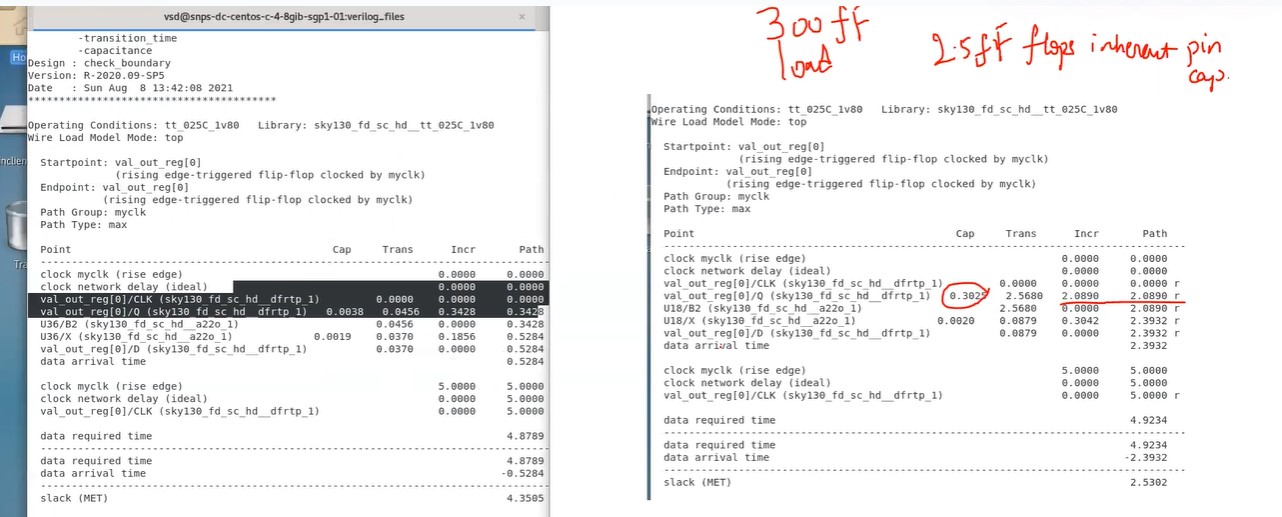 vsd@snps-dc-centos-c-4-8gib-sgp1-01:verilog_files ×
-transition_time
-capacitance
Design : check_boundary
Version: R-2020.09-SP5
Date : Sun Aug 8 13:42:08 2021
****************************************
Operating Conditions: tt_025C_1v80 Library: sky130_fd_sc_hd__tt_025C_1v80
Wire Load Model Mode: top
Startpoint: val_out_reg[0]
(rising edge-triggered flip-flop clocked by myclk)
Endpoint: val_out_reg[0]
(rising edge-triggered flip-flop clocked by myclk)
Path Group: myclk
Path Type: max
Point Cap Trans Incr Path
clock myclk (rise edge) 0.0000 0.0000
clock network delay (ideal) 0.0000 0.0000
val_out_reg[0]/CLK (sky130_fd_sc_hd__dfrtp_1) 0.0000 0.0000 0.0000
val_out_reg[0]/Q (sky130_fd_sc_hd__dfrtp_1) 0.0038 0.0456 0.3428 0.3428
U36/B2 (sky130_fd_sc_hd__a22o_1) 0.0456 0.0000 0.3428
U36/X (sky130_fd_sc_hd__a22o_1) 0.0019 0.0370 0.1856 0.5284
val_out_reg[0]/D (sky130_fd_sc_hd__dfrtp_1) 0.0370 0.0000 0.5284
data arrival time 0.5284
clock myclk (rise edge) 5.0000 5.0000
clock network delay (ideal) 0.0000 5.0000
val_out_reg[0]/CLK (sky130_fd_sc_hd__dfrtp_1) 0.0000 5.0000
data required time 4.8789
data required time 4.8789
data arrival time -0.5284
slack (MET) 4.3505
Ho
nclien
Tra
300 fF
load
2.5fF flops inherent pin
cap.
Operating Conditions: tt_025C_1v80 Library: sky130_fd_sc_hd__tt_025C_1v80
Wire Load Model Mode: top
Startpoint: val_out_reg[0]
(rising edge-triggered flip-flop clocked by myclk)
Endpoint: val_out_reg[0]
(rising edge-triggered flip-flop clocked by myclk)
Path Group: myclk
Path Type: max
Point Cap Trans Incr Path
clock myclk (rise edge) 0.0000 0.0000
clock network delay (ideal) 0.0000 0.0000
val_out_reg[0]/CLK (sky130_fd_sc_hd__dfrtp_1) 0.0000 0.0000 0.0000 r
val_out_reg[0]/Q (sky130_fd_sc_hd__dfrtp_1) 0.3025 2.5680 2.0890 2.0890 r
U18/B2 (sky130_fd_sc_hd__a22o_1) 2.5680 0.0000 2.0890 r
U18/X (sky130_fd_sc_hd__a22o_1) 0.0020 0.0879 0.3042 2.3932 r
val_out_reg[0]/D (sky130_fd_sc_hd__dfrtp_1) 0.0879 0.0000 2.3932 r
data arrival time 2.3932
clock myclk (rise edge) 5.0000 5.0000
clock network delay (ideal) 0.0000 5.0000
val_out_reg[0]/CLK (sky130_fd_sc_hd__dfrtp_1) 0.0000 5.0000 r
data required time 4.9234
data required time 4.9234
data arrival time -2.3932
slack (MET) 2.5302